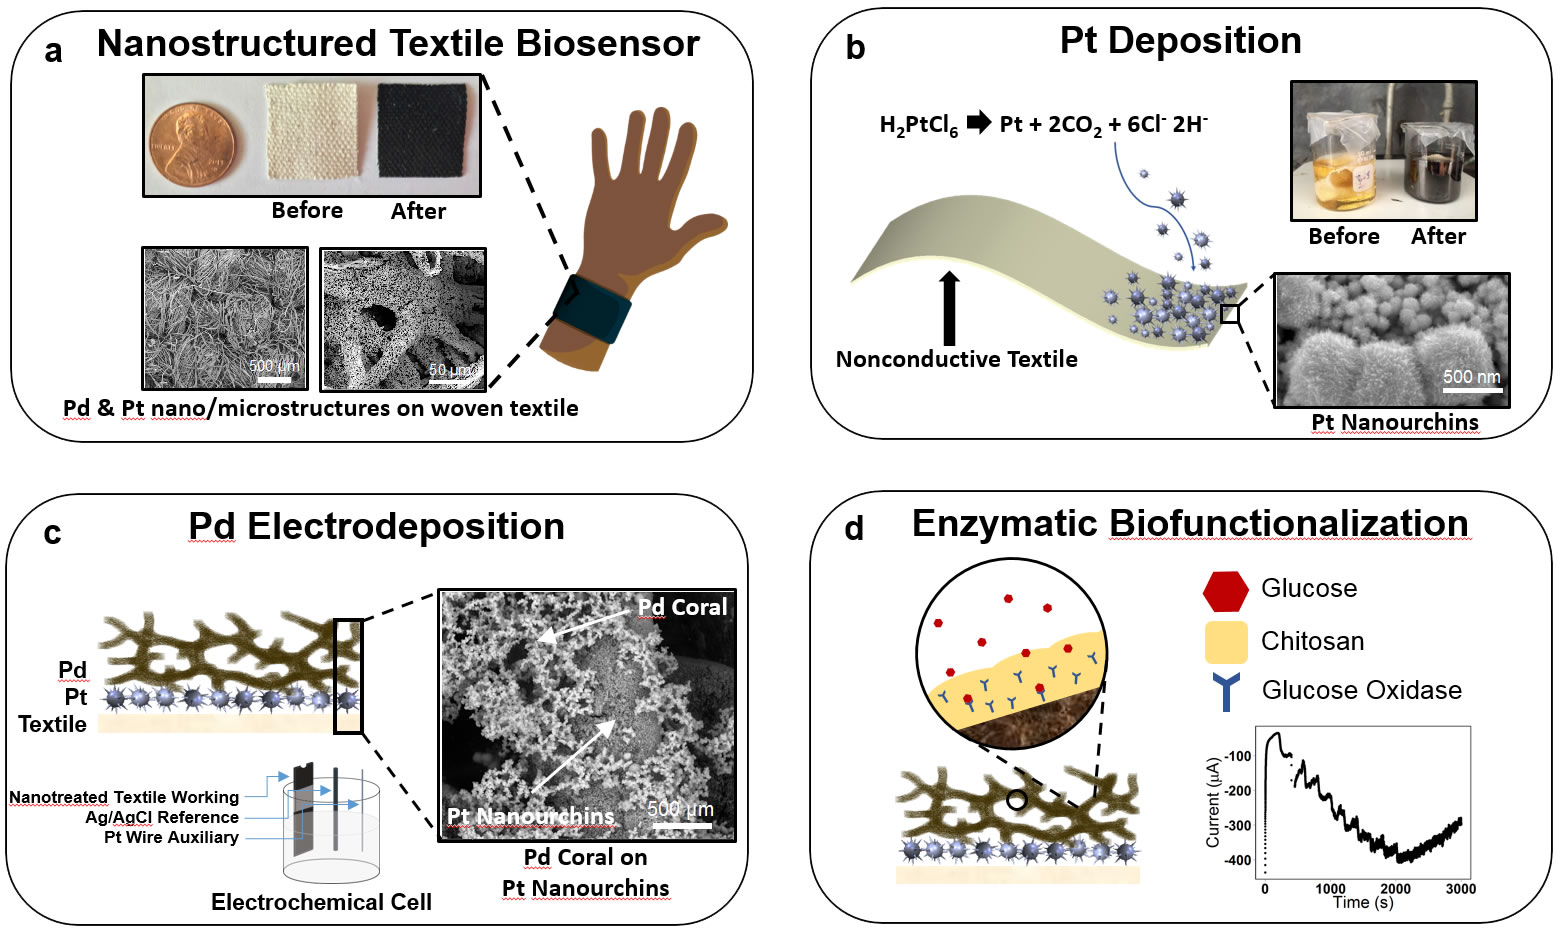 a Nanostructured Textile Biosensor
Before After
500 µm
50 µm
Pd & Pt nano/microstructures on woven textile
b Pt Deposition
H₂PtCl₆ → Pt + 2CO₂ + 6Cl⁻ 2H⁻
Before After
Nonconductive Textile
500 nm
Pt Nanourchins
c Pd Electrodeposition
Pd Coral
Pd
Pt
Textile
Nanotreated Textile Working
Ag/AgCl Reference
Pt Wire Auxiliary
Electrochemical Cell
Pt Nanourchins
500 µm
Pd Coral on
Pt Nanourchins
d Enzymatic Biofunctionalization
Glucose
Chitosan
Glucose Oxidase
Current (µA)
-100
-200
-300
-400
0 1000 2000 3000
Time (s)